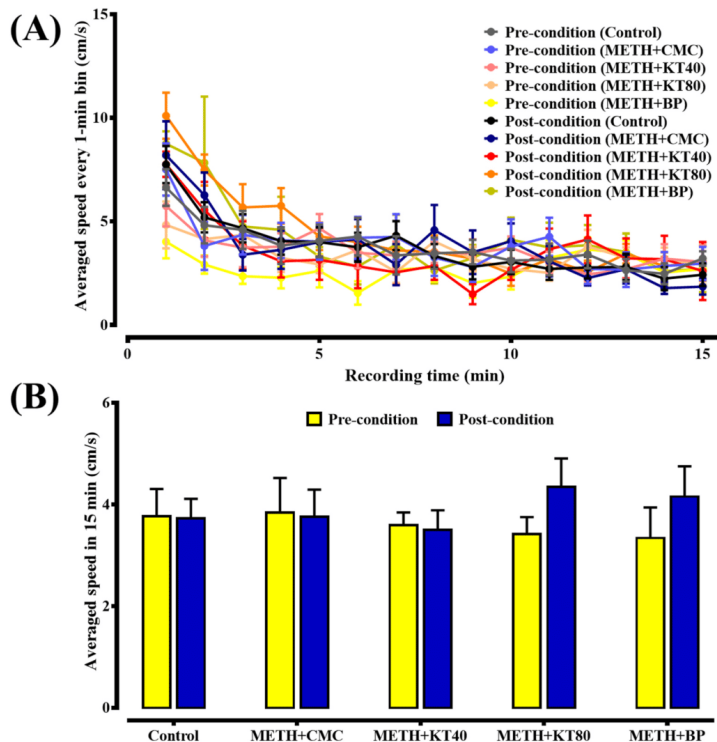 (A)
15
10
5
0
Averaged speed every 1-min bin (cm/s)
Pre-condition (Control)
Pre-condition (METH+CMC)
Pre-condition (METH+KT40)
Pre-condition (METH+KT80)
Pre-condition (METH+BP)
Post-condition (Control)
Post-condition (METH+CMC)
Post-condition (METH+KT40)
Post-condition (METH+KT80)
Post-condition (METH+BP)
0 5 10 15
Recording time (min)
(B)
6
4
2
0
Averaged speed in 15 min (cm/s)
Pre-condition Post-condition
Control METH+CMC METH+KT40 METH+KT80 METH+BP